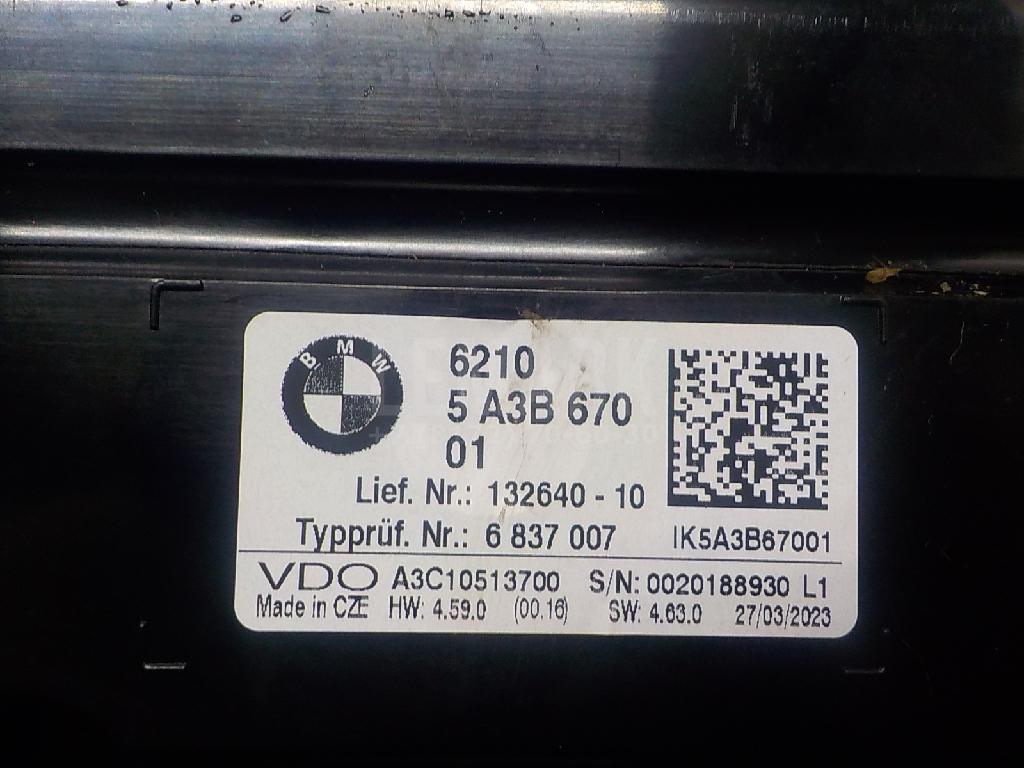 BMW
6210
5 A3B 670
01
Lief. Nr.: 132640 - 10
Typprüf. Nr.: 6 837 007
IK5A3B67001
VDO A3C10513700 S/N: 0020188930 L1
Made in CZE HW: 4.59.0 (00.16) SW: 4.63.0 27/03/2023